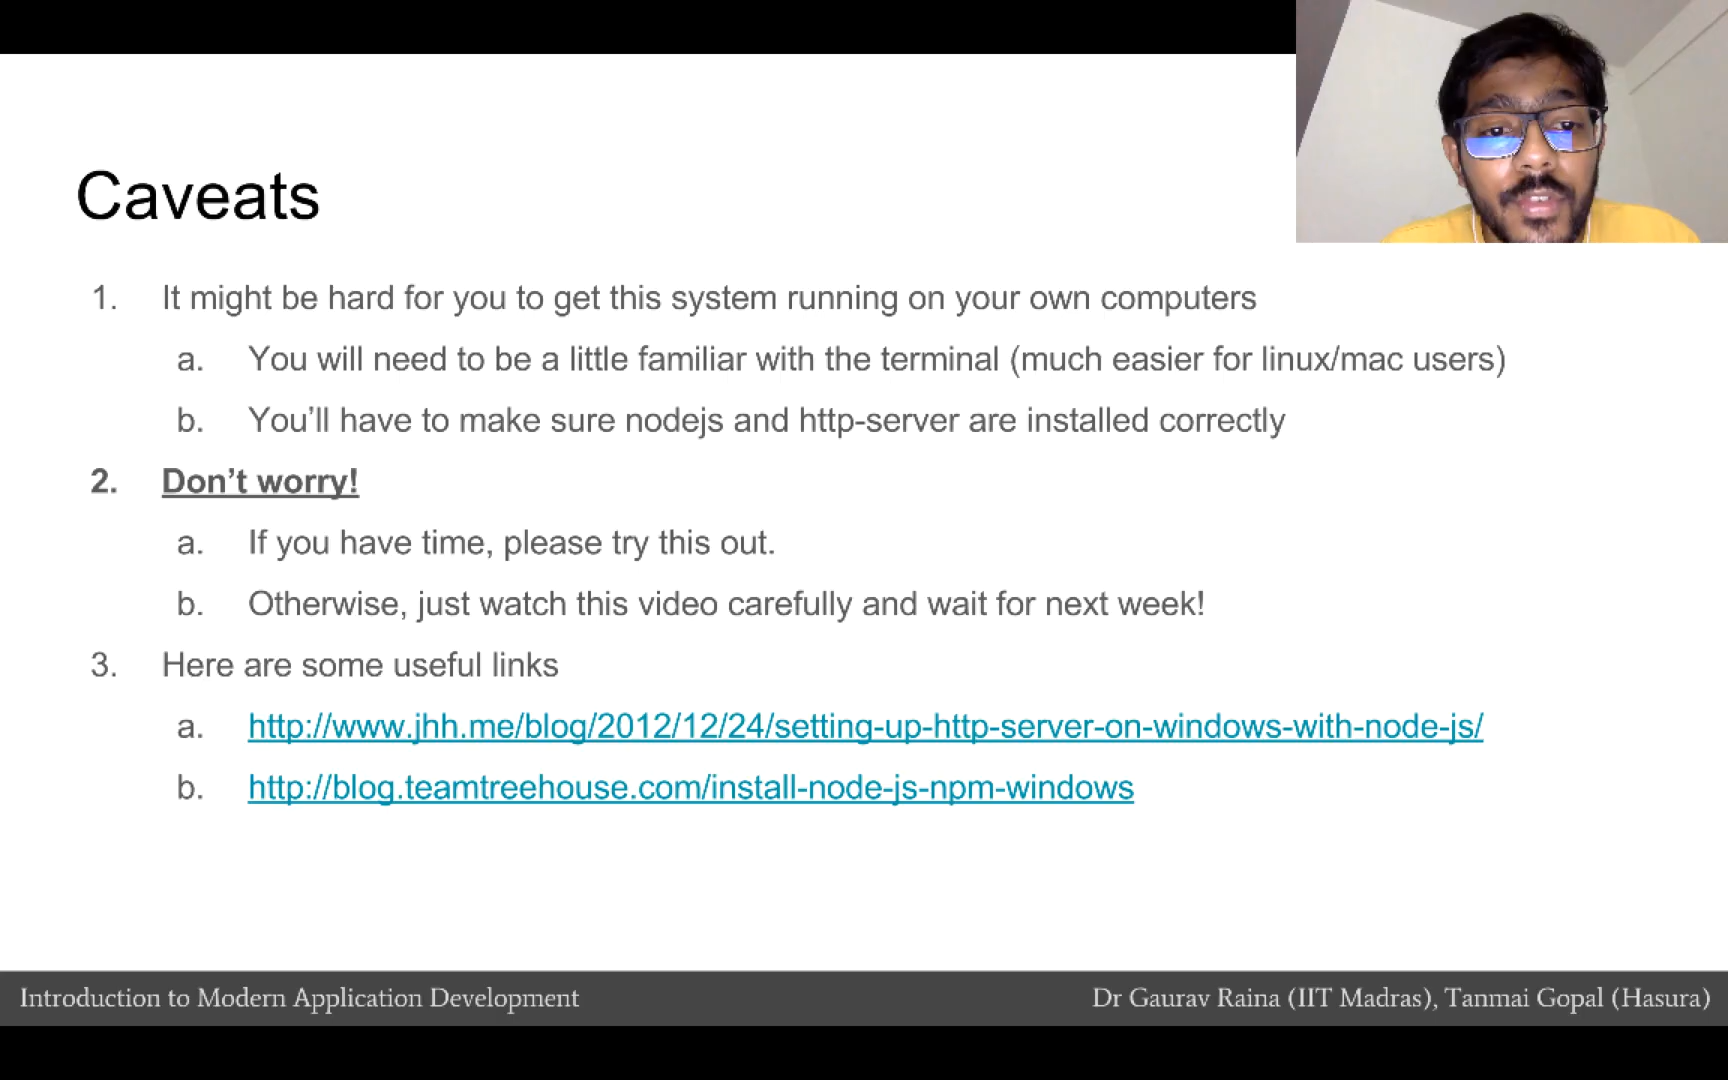 Caveats
1. It might be hard for you to get this system running on your own computers
a. You will need to be a little familiar with the terminal (much easier for linux/mac users)
b. You’ll have to make sure nodejs and http-server are installed correctly
2. Don’t worry!
a. If you have time, please try this out.
b. Otherwise, just watch this video carefully and wait for next week!
3. Here are some useful links
a. http://www.jhh.me/blog/2012/12/24/setting-up-http-server-on-windows-with-node-js/
b. http://blog.teamtreehouse.com/install-node-js-npm-windows
Introduction to Modern Application Development
Dr Gaurav Raina (IIT Madras), Tanmai Gopal (Hasura)